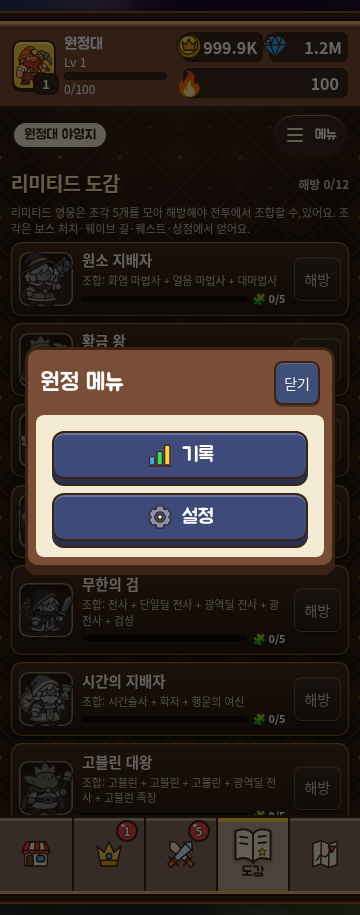 원정대
Lv 1
0/100
1
999.9K
1.2M
100
원정대 야영지
메뉴
리미티드 도감
해방 0/12
리미티드 영웅은 조각 5개를 모아 해방해야 전투에서 조합할 수 있어요. 조
각은 보스 처치·웨이브 길·퀘스트·상점에서 얻어요.
원소 지배자
조합: 화염 마법사 + 얼음 마법사 + 대마법사
0/5
해방
황금 왕
원정 메뉴
닫기
기록
설정
무한의 검
조합: 전사 + 단일딜 전사 + 광역딜 전사 + 광
전사 + 검성
0/5
해방
시간의 지배자
조합: 시간술사 + 학자 + 행운의 여신
0/5
해방
고블린 대왕
조합: 고블린 + 고블린 + 고블린 + 광역딜 전
사 + 고블린 족장
해방
1
5
도감